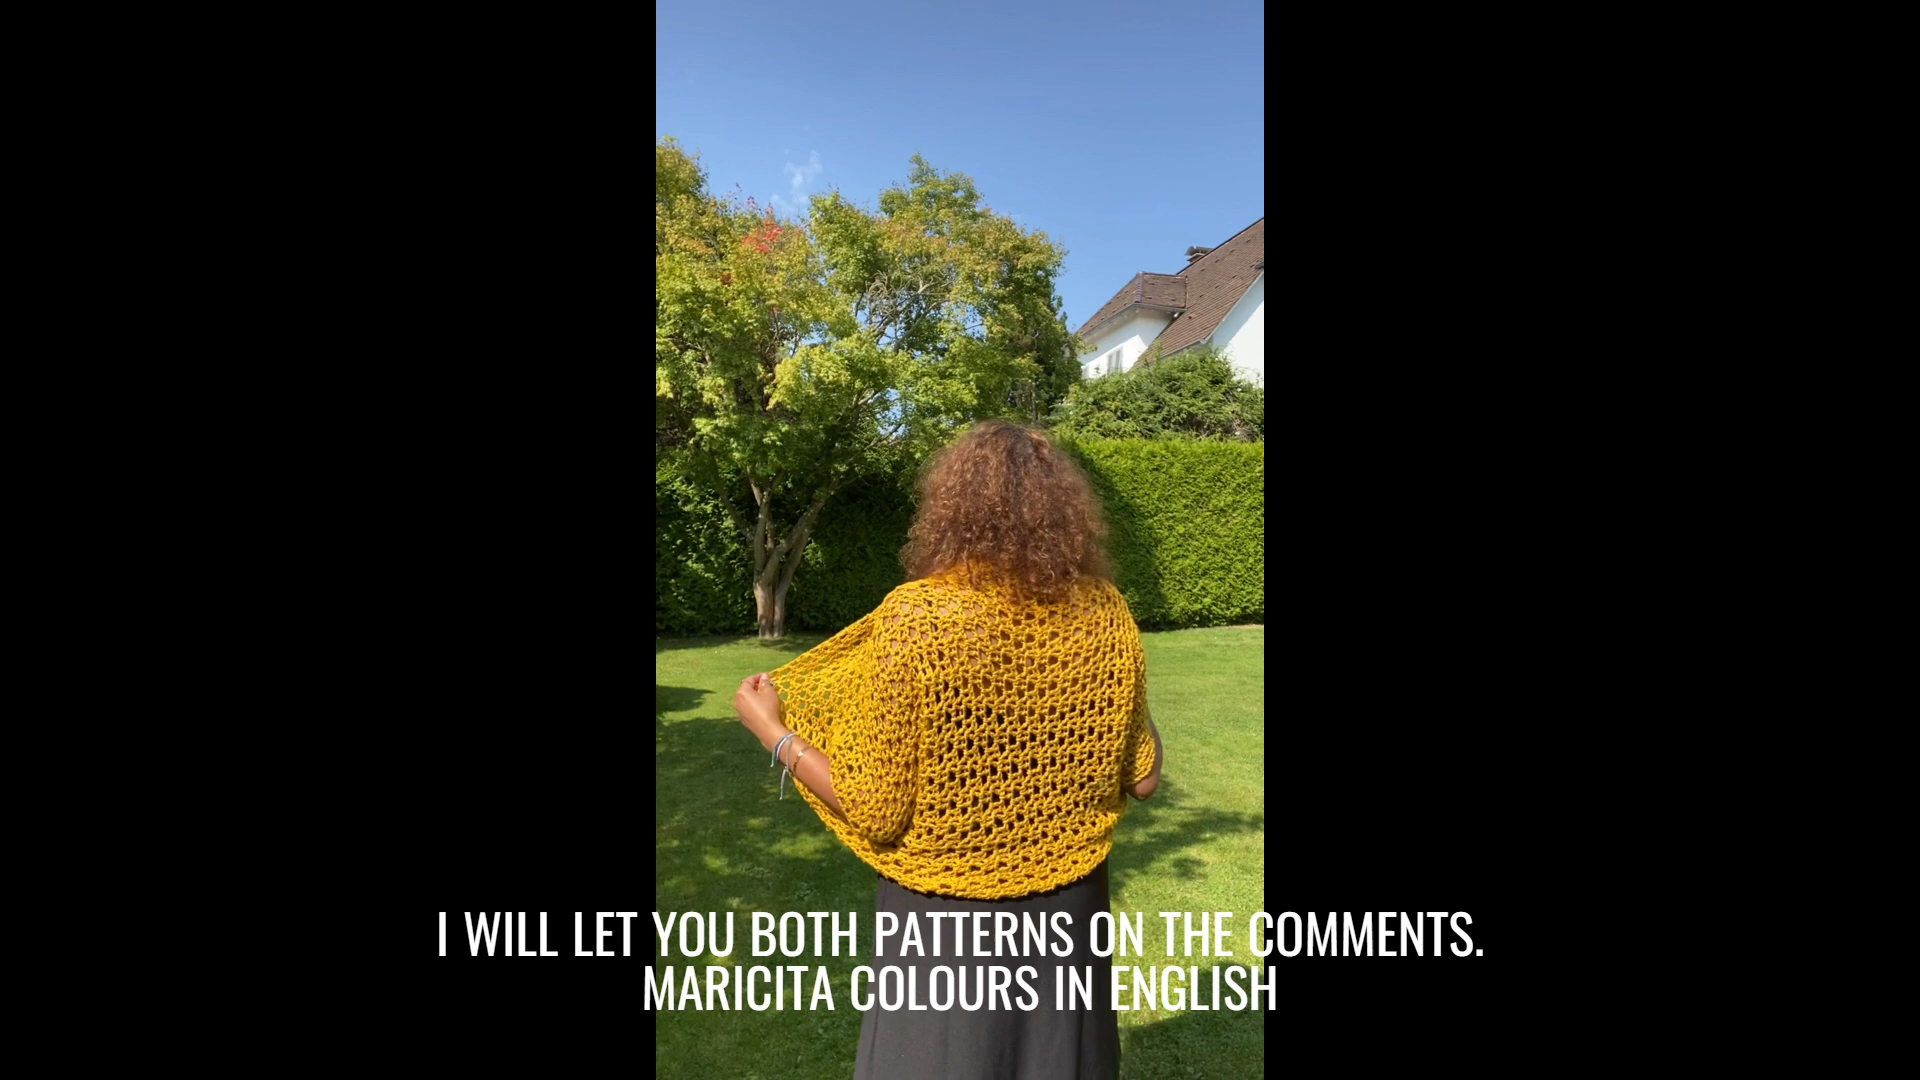 I WILL LET YOU BOTH PATTERNS ON THE COMMENTS.
MARICITA COLOURS IN ENGLISH